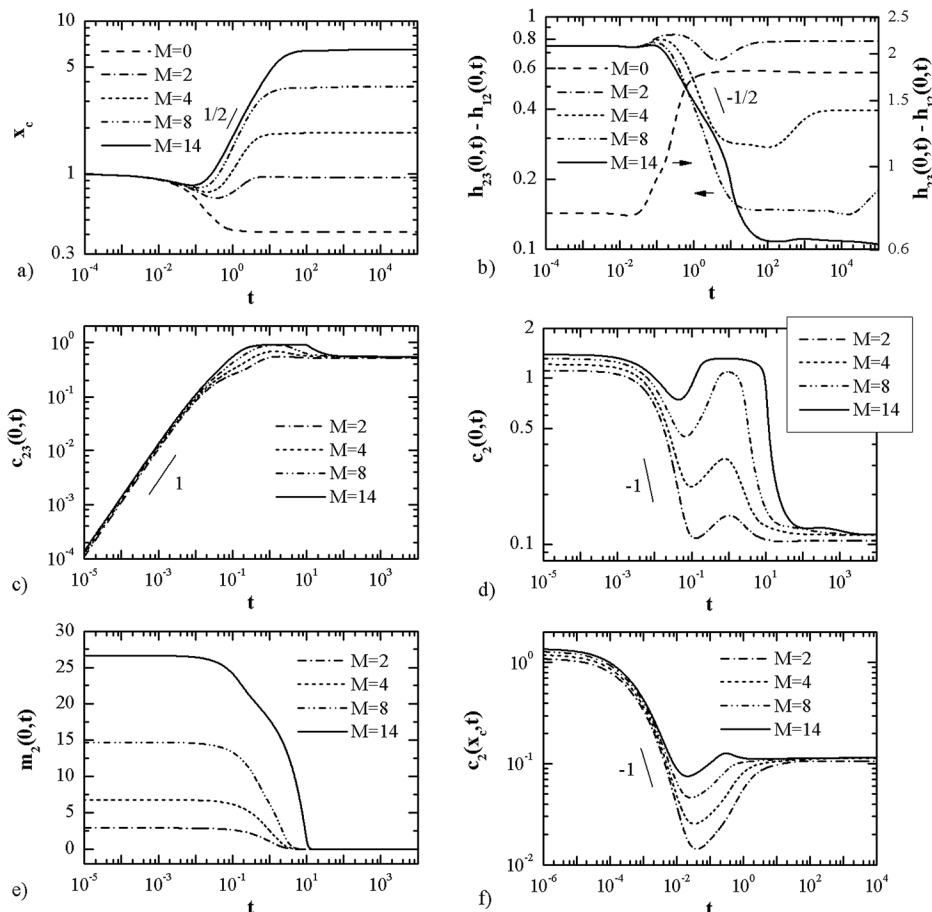 10
5
1
0.3
x_c
M=0
M=2
M=4
M=8
M=14
1/2
10^-4 10^-2 10^0 10^2 10^4
t
a)
1
0.8
0.6
0.4
0.2
0.1
h_23(0,t) - h_12(0,t)
M=0
M=2
M=4
M=8
M=14
-1/2
2.5
2
1.5
1
0.6
h_23(0,t) - h_12(0,t)
10^-4 10^-2 10^0 10^2 10^4
t
b)
10^0
10^-1
10^-2
10^-3
10^-4
c_23(0,t)
1
M=2
M=4
M=8
M=14
10^-5 10^-3 10^-1 10^1 10^3
t
c)
2
1
0.5
0.1
c_2(0,t)
-1
M=2
M=4
M=8
M=14
10^-5 10^-3 10^-1 10^1 10^3
t
d)
30
25
20
15
10
5
0
m_2(0,t)
M=2
M=4
M=8
M=14
10^-5 10^-3 10^-1 10^1 10^3
t
e)
10^0
10^-1
10^-2
c_2(x_c,t)
-1
M=2
M=4
M=8
M=14
10^-6 10^-4 10^-2 10^0 10^2 10^4
t
f)